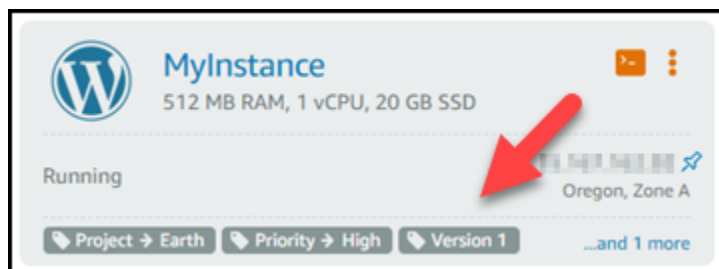 MyInstance
512 MB RAM, 1 vCPU, 20 GB SSD
Running
Oregon, Zone A
Project → Earth Priority → High Version 1 ...and 1 more